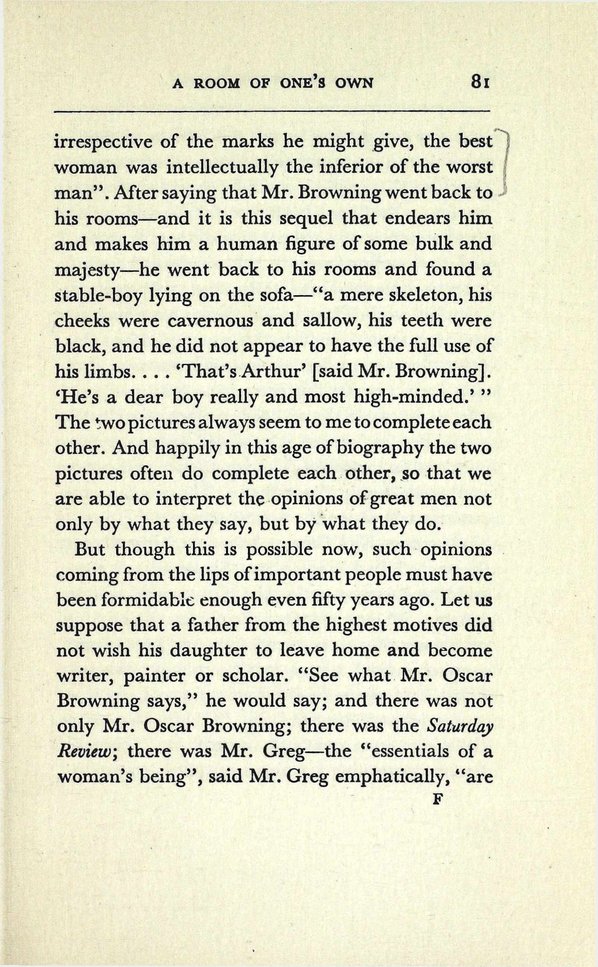 A ROOM OF ONE'S OWN 81
irrespective of the marks he might give, the best
woman was intellectually the inferior of the worst
man”. After saying that Mr. Browning went back to
his rooms—and it is this sequel that endears him
and makes him a human figure of some bulk and
majesty—he went back to his rooms and found a
stable-boy lying on the sofa—“a mere skeleton, his
cheeks were cavernous and sallow, his teeth were
black, and he did not appear to have the full use of
his limbs. . . . ‘That's Arthur’ [said Mr. Browning].
‘He's a dear boy really and most high-minded.’ ”
The two pictures always seem to me to complete each
other. And happily in this age of biography the two
pictures often do complete each other, so that we
are able to interpret the opinions of great men not
only by what they say, but by what they do.
But though this is possible now, such opinions
coming from the lips of important people must have
been formidable enough even fifty years ago. Let us
suppose that a father from the highest motives did
not wish his daughter to leave home and become
writer, painter or scholar. “See what Mr. Oscar
Browning says,” he would say; and there was not
only Mr. Oscar Browning; there was the Saturday
Review; there was Mr. Greg—the “essentials of a
woman's being”, said Mr. Greg emphatically, “are
F